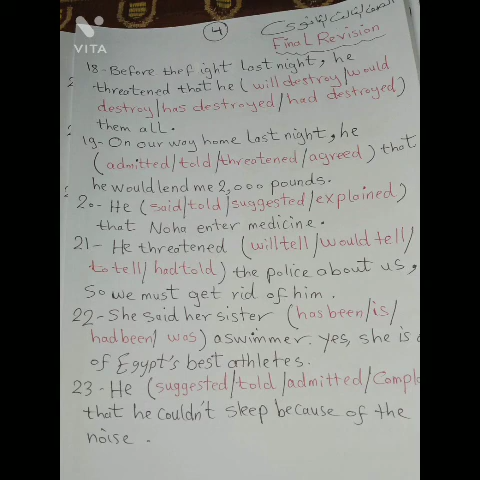 VITA
4
Final Revision
18- Before the fight last night, he
threatened that he (will destroy/would
destroy/has destroyed/had destroyed)
them all.
19- On our way home last night, he
(admitted/told/threatened/agreed) that
he would lend me 2,000 pounds.
20- He (said/told/suggested/explained)
that Noha enter medicine.
21- He threatened (will tell/would tell/
to tell/had told) the police about us,
So we must get rid of him.
22- She said her sister (has been/is/
had been/was) a swimmer. yes, she is
of Egypt's best athletes.
23- He (suggested/told/admitted/Compl
that he couldn't sleep because of the
noise.